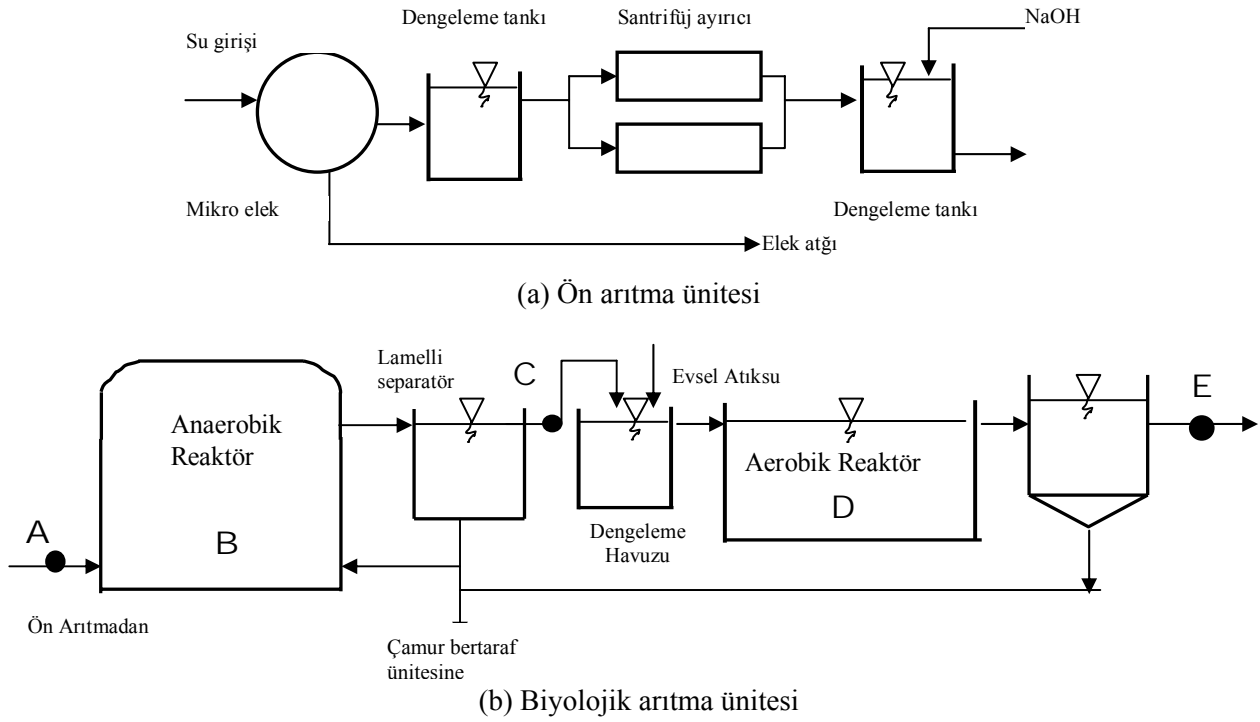 Dengeleme tankı
Santrifüj ayırıcı
NaOH
Su girişi
Mikro elek
Dengeleme tankı
Elek atğı
(a) Ön arıtma ünitesi
Lamelli
separatör
C
Evsel Atıksu
E
Anaerobik
Reaktör
Aerobik Reaktör
A
B
D
Dengeleme
Havuzu
Ön Arıtmadan
Çamur bertaraf
ünitesine
(b) Biyolojik arıtma ünitesi